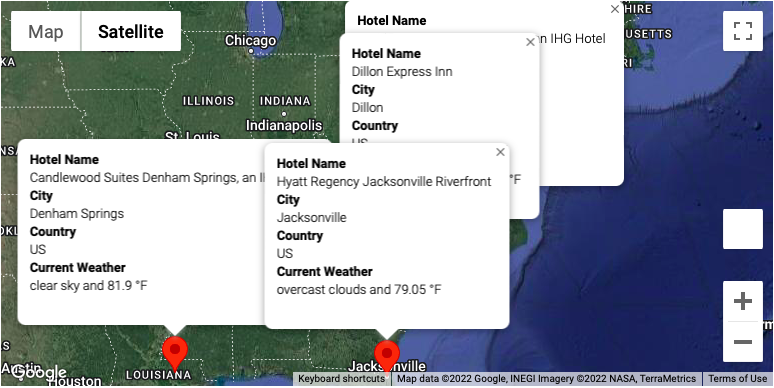 Map
Satellite
Chicago
ILLINOIS
INDIANA
Indianapolis
St. Louis
Hotel Name
an IHG Hotel
Hotel Name
Dillon Express Inn
City
Dillon
Country
US
°F
Hotel Name
Candlewood Suites Denham Springs, an I
City
Denham Springs
Country
US
Current Weather
clear sky and 81.9 °F
Hotel Name
Hyatt Regency Jacksonville Riverfront
City
Jacksonville
Country
US
Current Weather
overcast clouds and 79.05 °F
HIRE
USETTS
RI
Austin
Google
Houston
LOUISIANA
Jacksonville
Keyboard shortcuts
Map data ©2022 Google, INEGI Imagery ©2022 NASA, TerraMetrics
Terms of Use